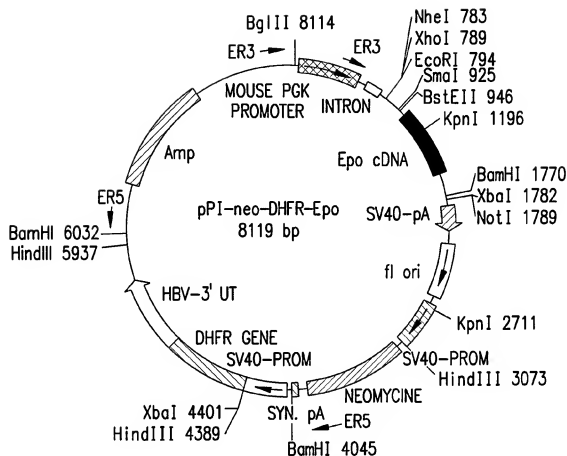 BglII 8114
ER3
ER3
NheI 783
XhoI 789
EcoRI 794
SmaI 925
BstEII 946
KpnI 1196
MOUSE PGK
PROMOTER
INTRON
Epo cDNA
Amp
BamHI 1770
XbaI 1782
NotI 1789
SV40-pA
ER5
pPI-neo-DHFR-Epo
8119 bp
BamHI 6032
HindIII 5937
fl ori
HBV-3' UT
KpnI 2711
DHFR GENE
SV40-PROM
SV40-PROM
HindIII 3073
NEOMYCINE
XbaI 4401
SYN. pA
ER5
HindIII 4389
BamHI 4045